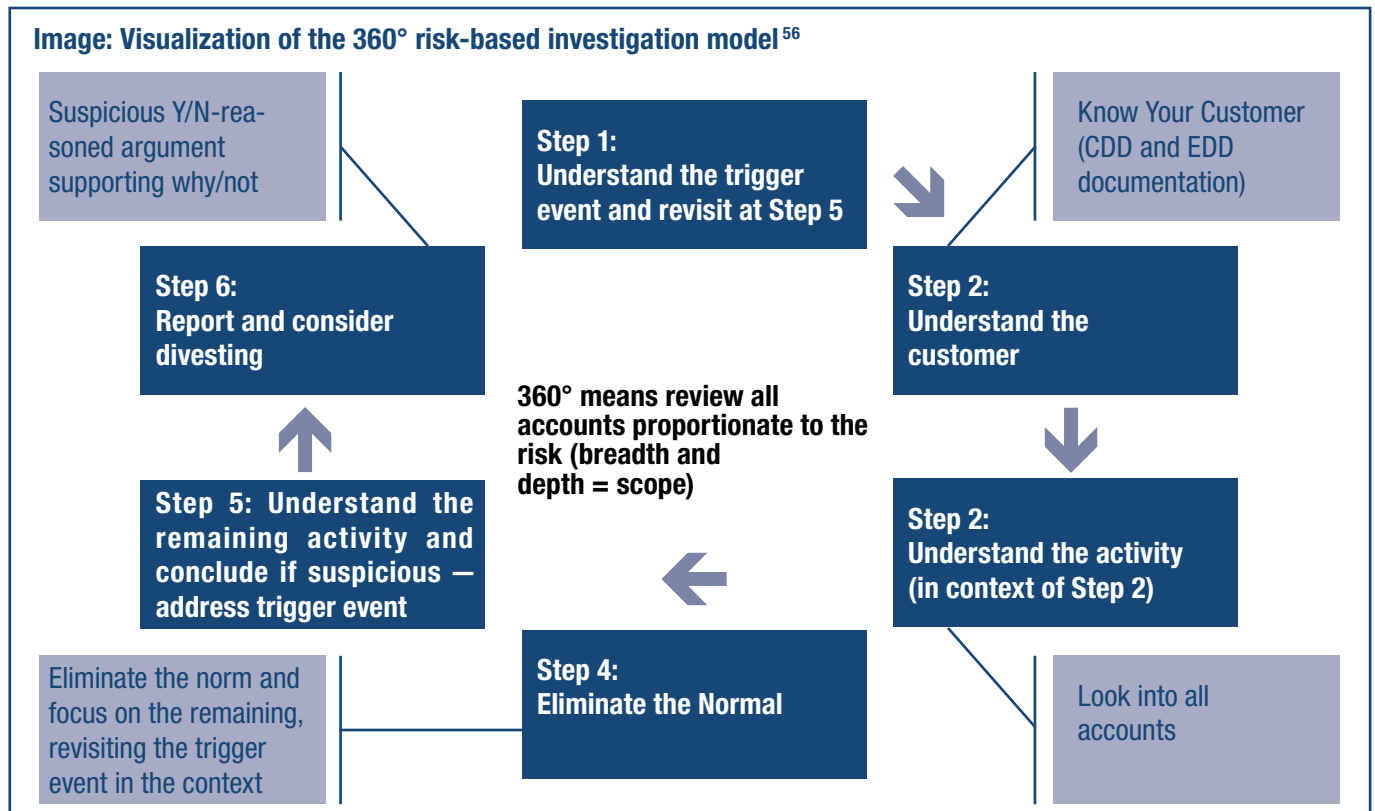 Image: Visualization of the 360° risk-based investigation model 56
Suspicious Y/N-rea-
soned argument
supporting why/not
Step 1:
Understand the trigger
event and revisit at Step 5
Know Your Customer
(CDD and EDD
documentation)
Step 6:
Report and consider
divesting
Step 2:
Understand the
customer
360° means review all
accounts proportionate to the
risk (breadth and
depth = scope)
Step 5: Understand the
remaining activity and
conclude if suspicious —
address trigger event
Step 2:
Understand the activity
(in context of Step 2)
Eliminate the norm and
focus on the remaining,
revisiting the trigger
event in the context
Step 4:
Eliminate the Normal
Look into all
accounts